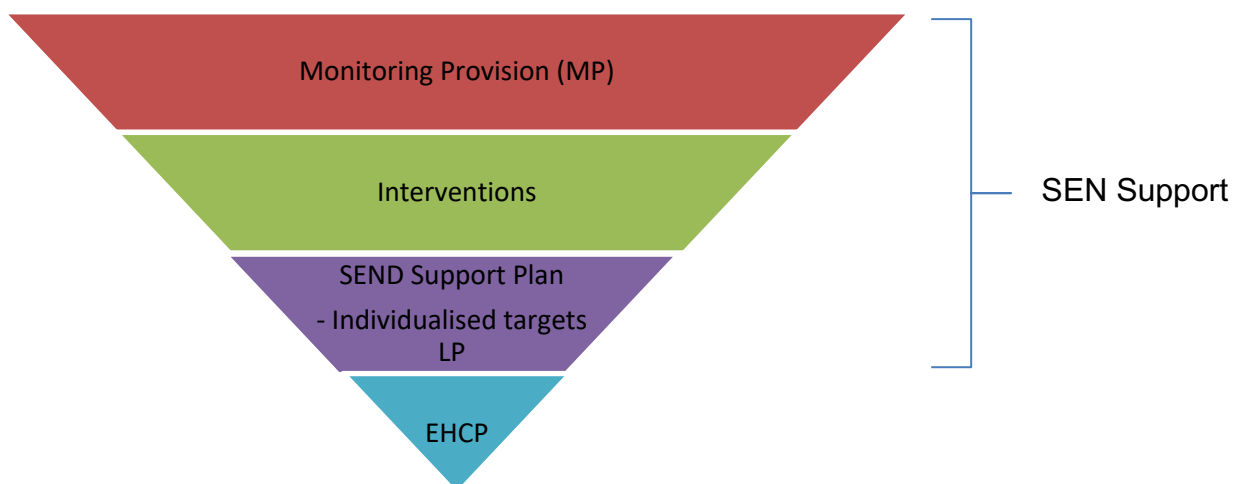 Monitoring Provision (MP)
Interventions
SEND Support Plan
- Individualised targets
LP
EHCP
SEN Support